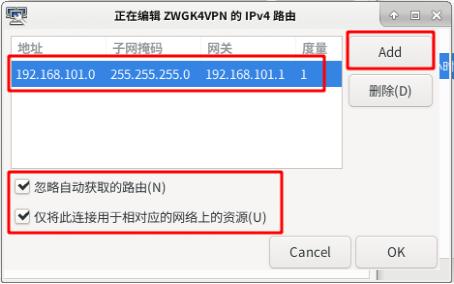 正在编辑 ZWGK4VPN 的 IPv4 路由
地址 子网掩码 网关 度量
192.168.101.0 255.255.255.0 192.168.101.1 1
Add
删除(D)
忽略自动获取的路由(N)
仅将此连接用于相对应的网络上的资源(U)
Cancel OK